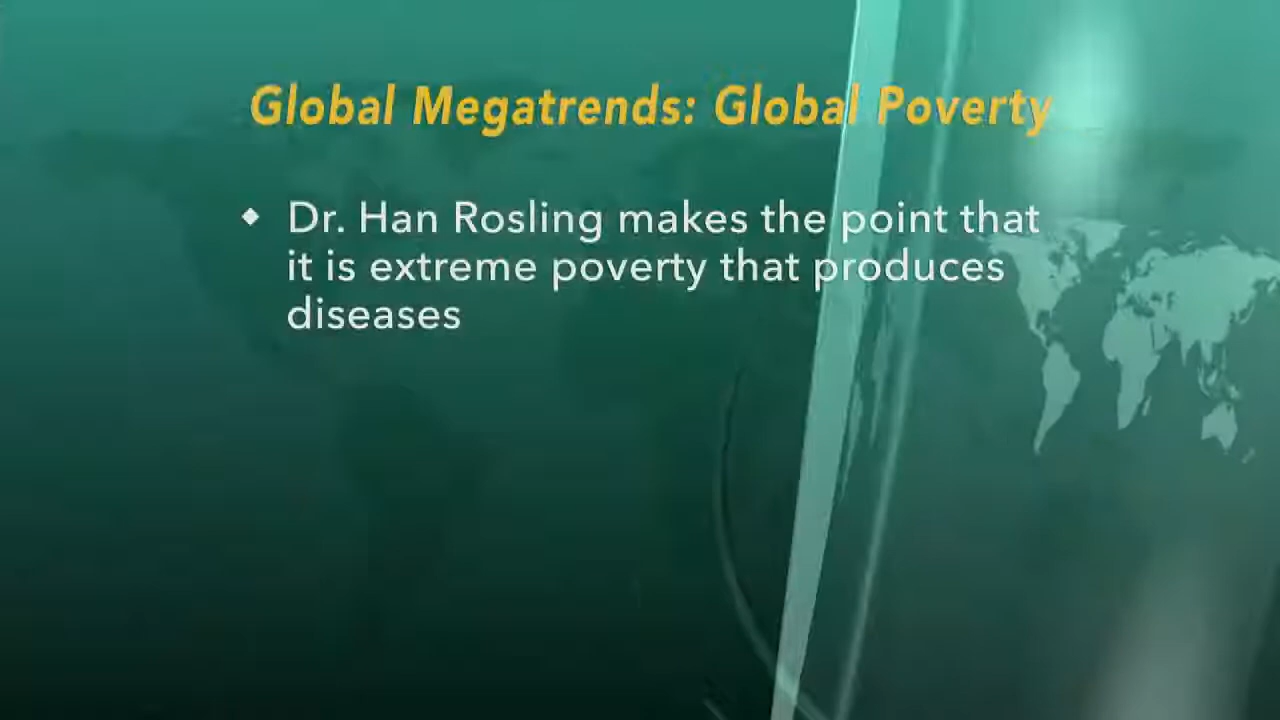 Global Megatrends: Global Poverty
◆ Dr. Han Rosling makes the point that
it is extreme poverty that produces
diseases